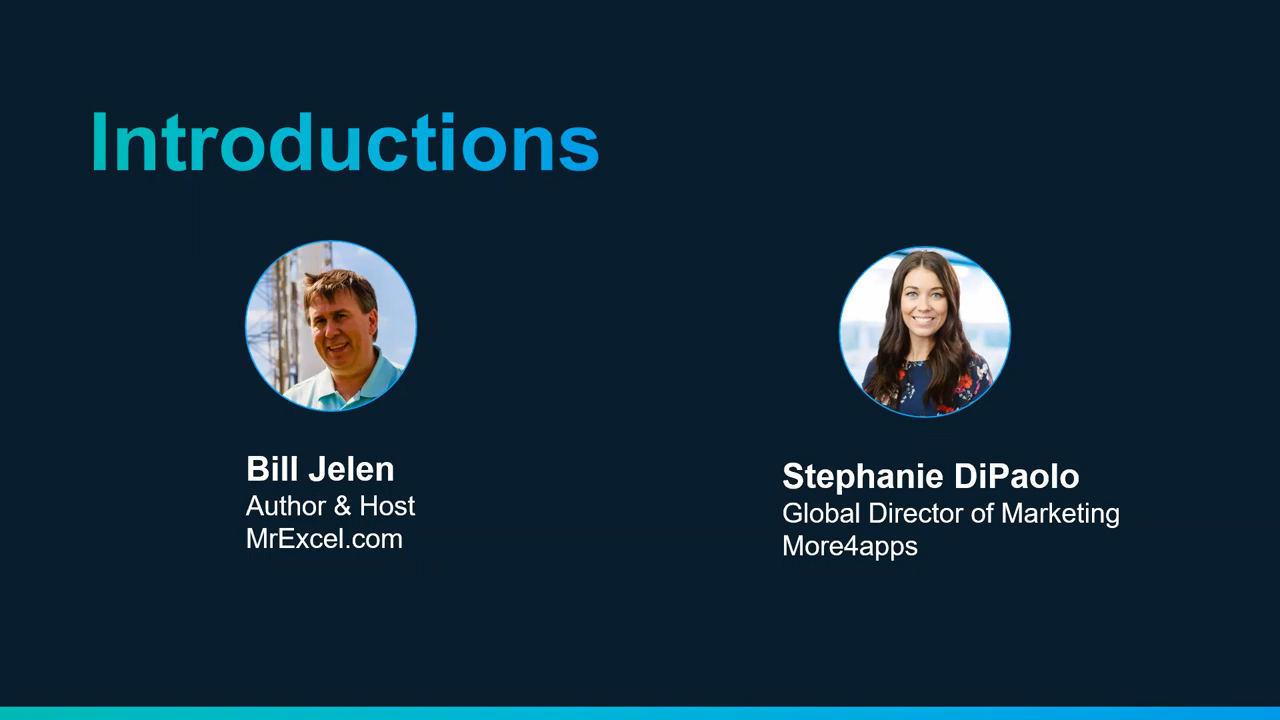 Introductions
Bill Jelen
Author & Host
MrExcel.com
Stephanie DiPaolo
Global Director of Marketing
More4apps